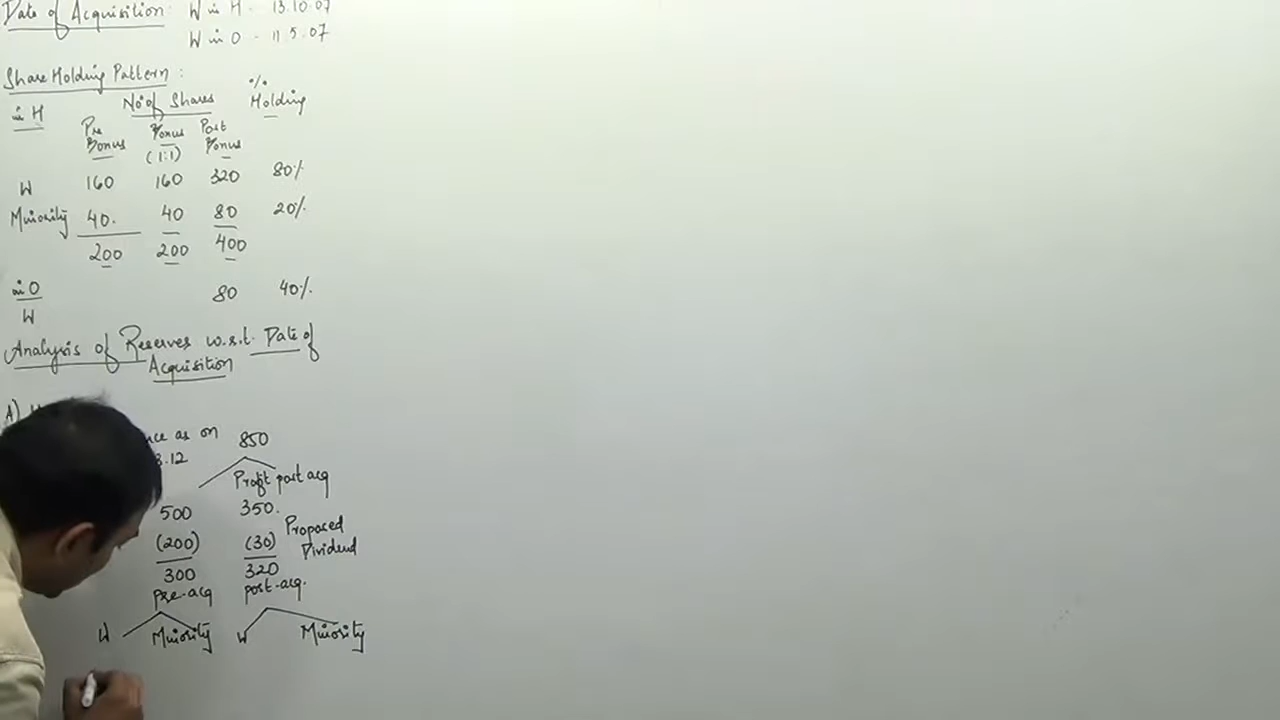 Date of Acquisition: W in H - 13.10.07
W in O - 11.5.07
Share Holding Pattern:
in H No of Shares % Holding
Pre Bonus Bonus (1:1) Post Bonus
W 160 160 320 80%
Minority 40. 40 80 20%
200 200 400
in O 80 40%
W
Analysis of Reserves w.r.t. Date of
Acquisition
A)
as on 850
.12
Profit post acq
500 350.
(200) (30) Proposed Dividend
300 320
pre-acq post-acq.
W Minority W Minority